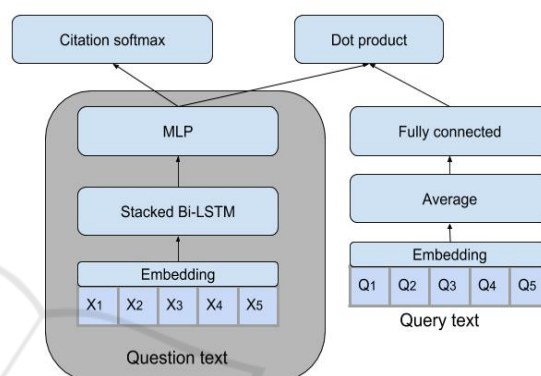 Citation softmax
Dot product
MLP
Fully connected
Stacked Bi-LSTM
Average
Embedding
X1 X2 X3 X4 X5
Question text
Embedding
Q1 Q2 Q3 Q4 Q5
Query text